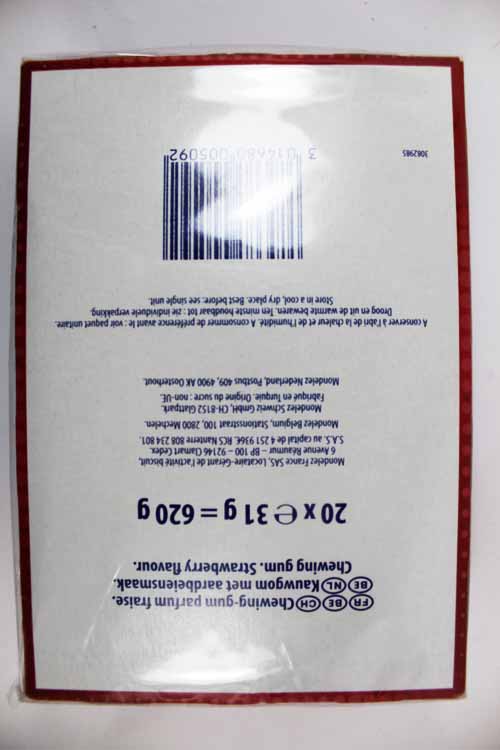 FR BE CH Chewing-gum parfum fraise.
BE NL Kauwgom met aardbeiensmaak.
Chewing gum. Strawberry flavour.
20 x ℮ 31 g = 620 g
Mondelez France SAS, Locataire-Gérant de l'activité biscuit,
6 Avenue Réaumur – BP 100 – 92146 Clamart Cedex.
S.A.S. au capital de 4 251 936€. RCS Nanterre 808 234 801.
Mondelez Belgium, Stationsstraat 100, 2800 Mechelen.
Mondelez Schweiz GmbH, CH-8152 Glattpark.
Fabriqué en Turquie. Origine du sucre : non-UE.
Mondelez Nederland, Postbus 409, 4900 AK Oosterhout.
A conserver à l'abri de la chaleur et de l'humidité. A consommer de préférence avant le : voir paquet unitaire.
Droog en uit de warmte bewaren. Ten minste houdbaar tot : zie individuele verpakking.
Store in a cool, dry place. Best before: see single unit.
3082985
3 014680 005092